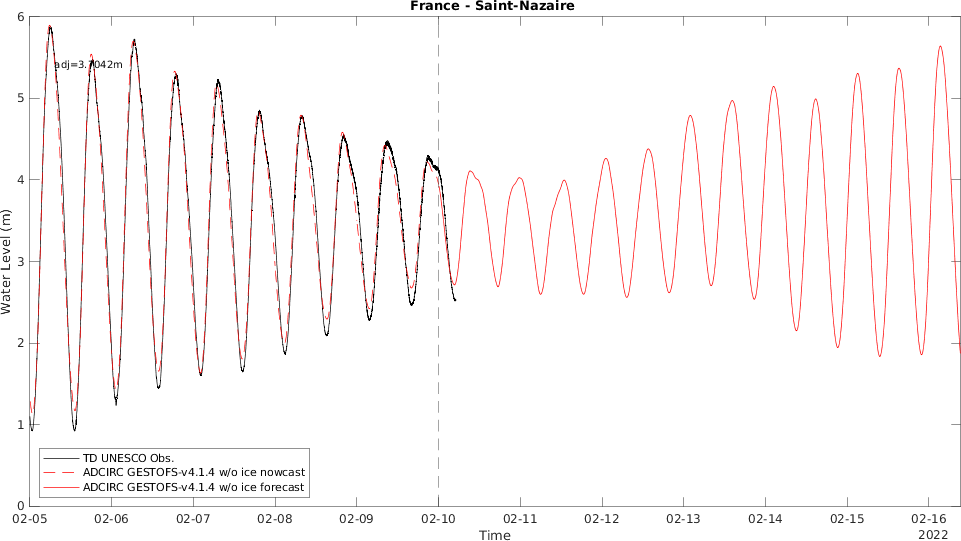 France - Saint-Nazaire
6
adj=3.7042m
5
4
3
2
1
0
Water Level (m)
TD UNESCO Obs.
ADCIRC GESTOFS-v4.1.4 w/o ice nowcast
ADCIRC GESTOFS-v4.1.4 w/o ice forecast
02-05 02-06 02-07 02-08 02-09 02-10 02-11 02-12 02-13 02-14 02-15 02-16
Time
2022